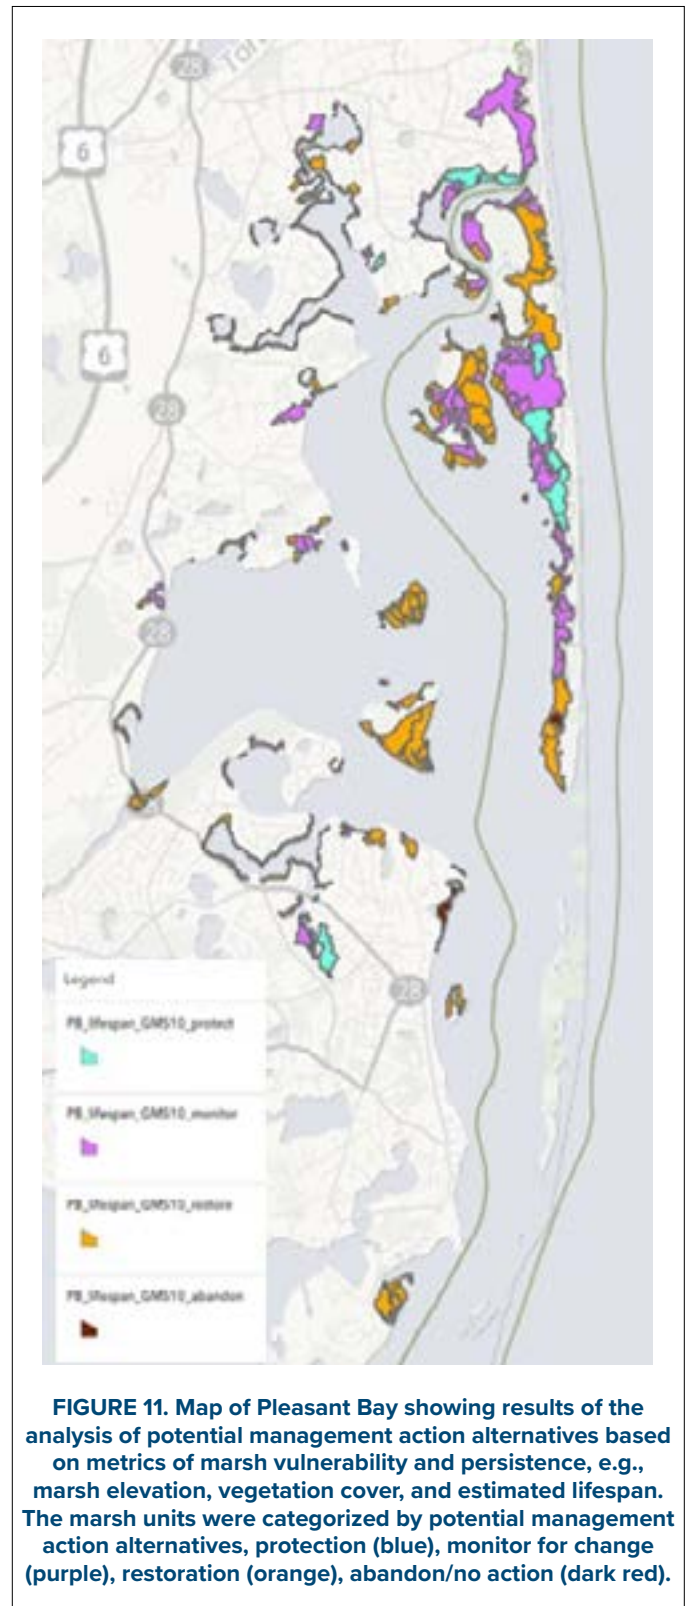 28
6
6
28
28
28
Legend
PB_lifespan_GMS10_protect
PB_lifespan_GMS10_monitor
PB_lifespan_GMS10_restore
PB_lifespan_GMS10_abandon
FIGURE 11. Map of Pleasant Bay showing results of the
analysis of potential management action alternatives based
on metrics of marsh vulnerability and persistence, e.g.,
marsh elevation, vegetation cover, and estimated lifespan.
The marsh units were categorized by potential management
action alternatives, protection (blue), monitor for change
(purple), restoration (orange), abandon/no action (dark red).